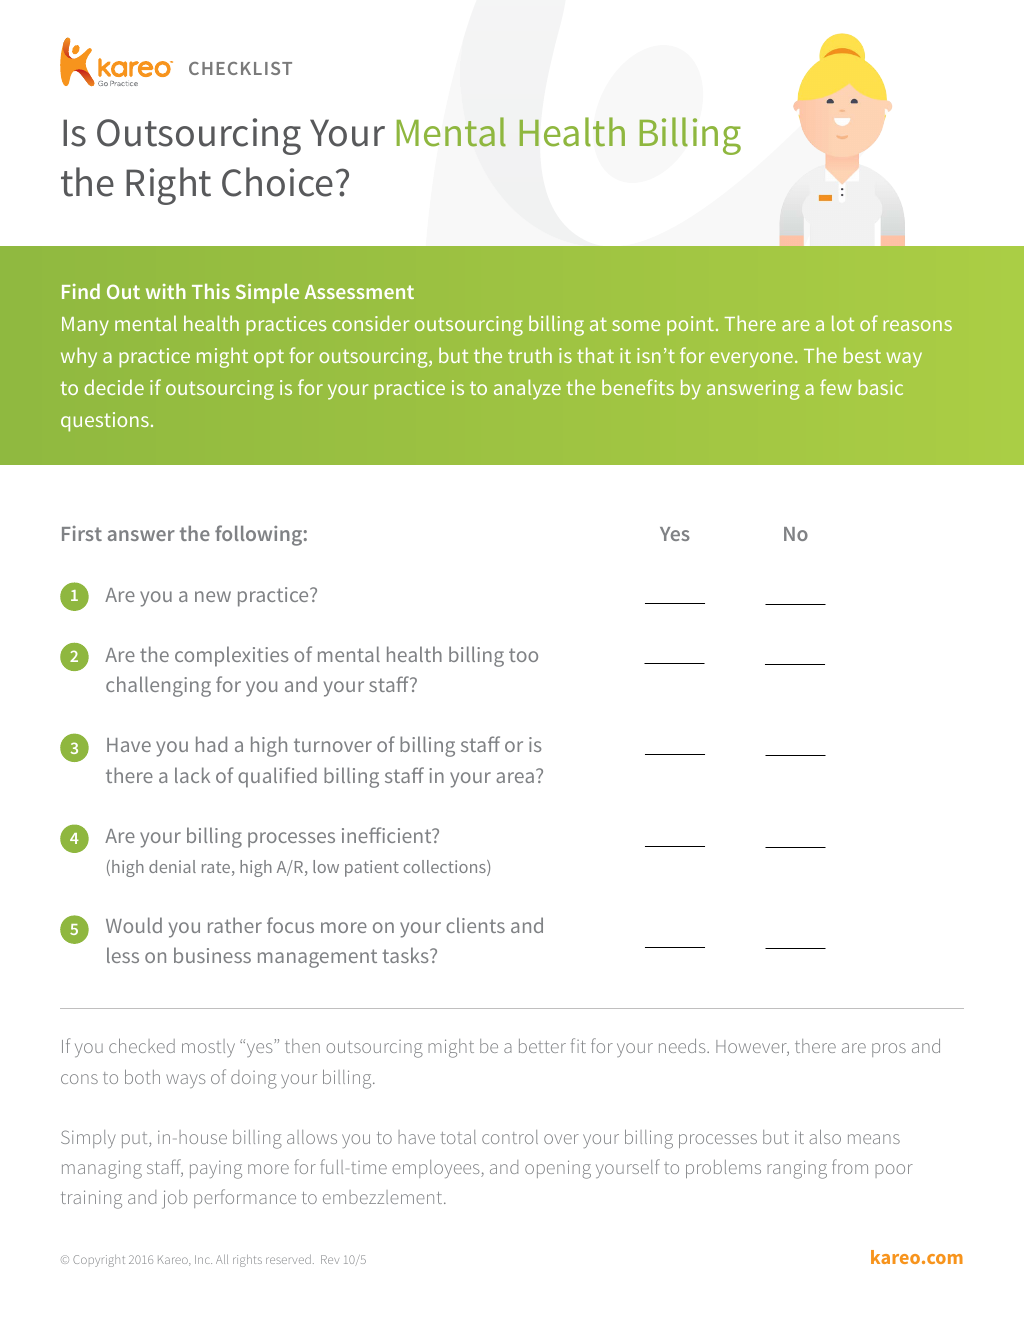 kareo
Go Practice
CHECKLIST
Is Outsourcing Your Mental Health Billing
the Right Choice?
Find Out with This Simple Assessment
Many mental health practices consider outsourcing billing at some point. There are a lot of reasons
why a practice might opt for outsourcing, but the truth is that it isn’t for everyone. The best way
to decide if outsourcing is for your practice is to analyze the benefits by answering a few basic
questions.
First answer the following: Yes No
1 Are you a new practice?
2 Are the complexities of mental health billing too
challenging for you and your staff?
3 Have you had a high turnover of billing staff or is
there a lack of qualified billing staff in your area?
4 Are your billing processes inefficient?
(high denial rate, high A/R, low patient collections)
5 Would you rather focus more on your clients and
less on business management tasks?
If you checked mostly “yes” then outsourcing might be a better fit for your needs. However, there are pros and
cons to both ways of doing your billing.
Simply put, in-house billing allows you to have total control over your billing processes but it also means
managing staff, paying more for full-time employees, and opening yourself to problems ranging from poor
training and job performance to embezzlement.
© Copyright 2016 Kareo, Inc. All rights reserved. Rev 10/5
kareo.com